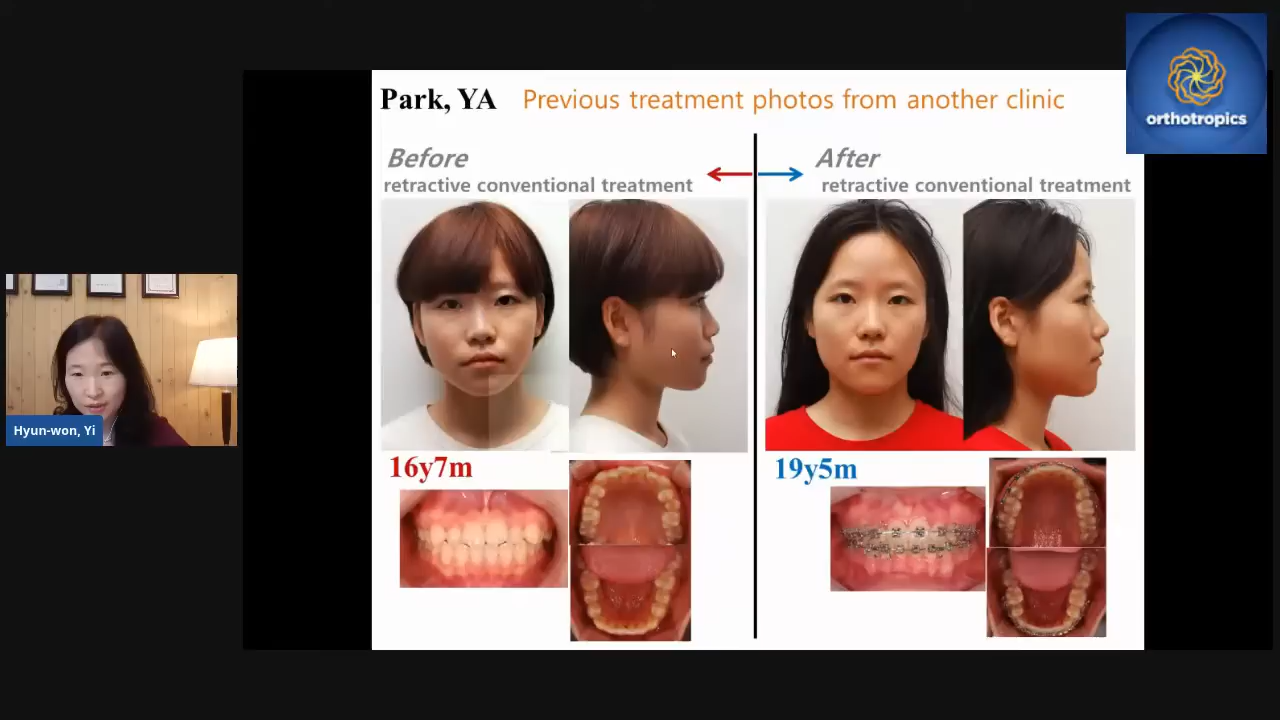 Park, YA Previous treatment photos from another clinic
orthotropics
Before
retractive conventional treatment
After
retractive conventional treatment
16y7m
19y5m
Hyun-won, Yi